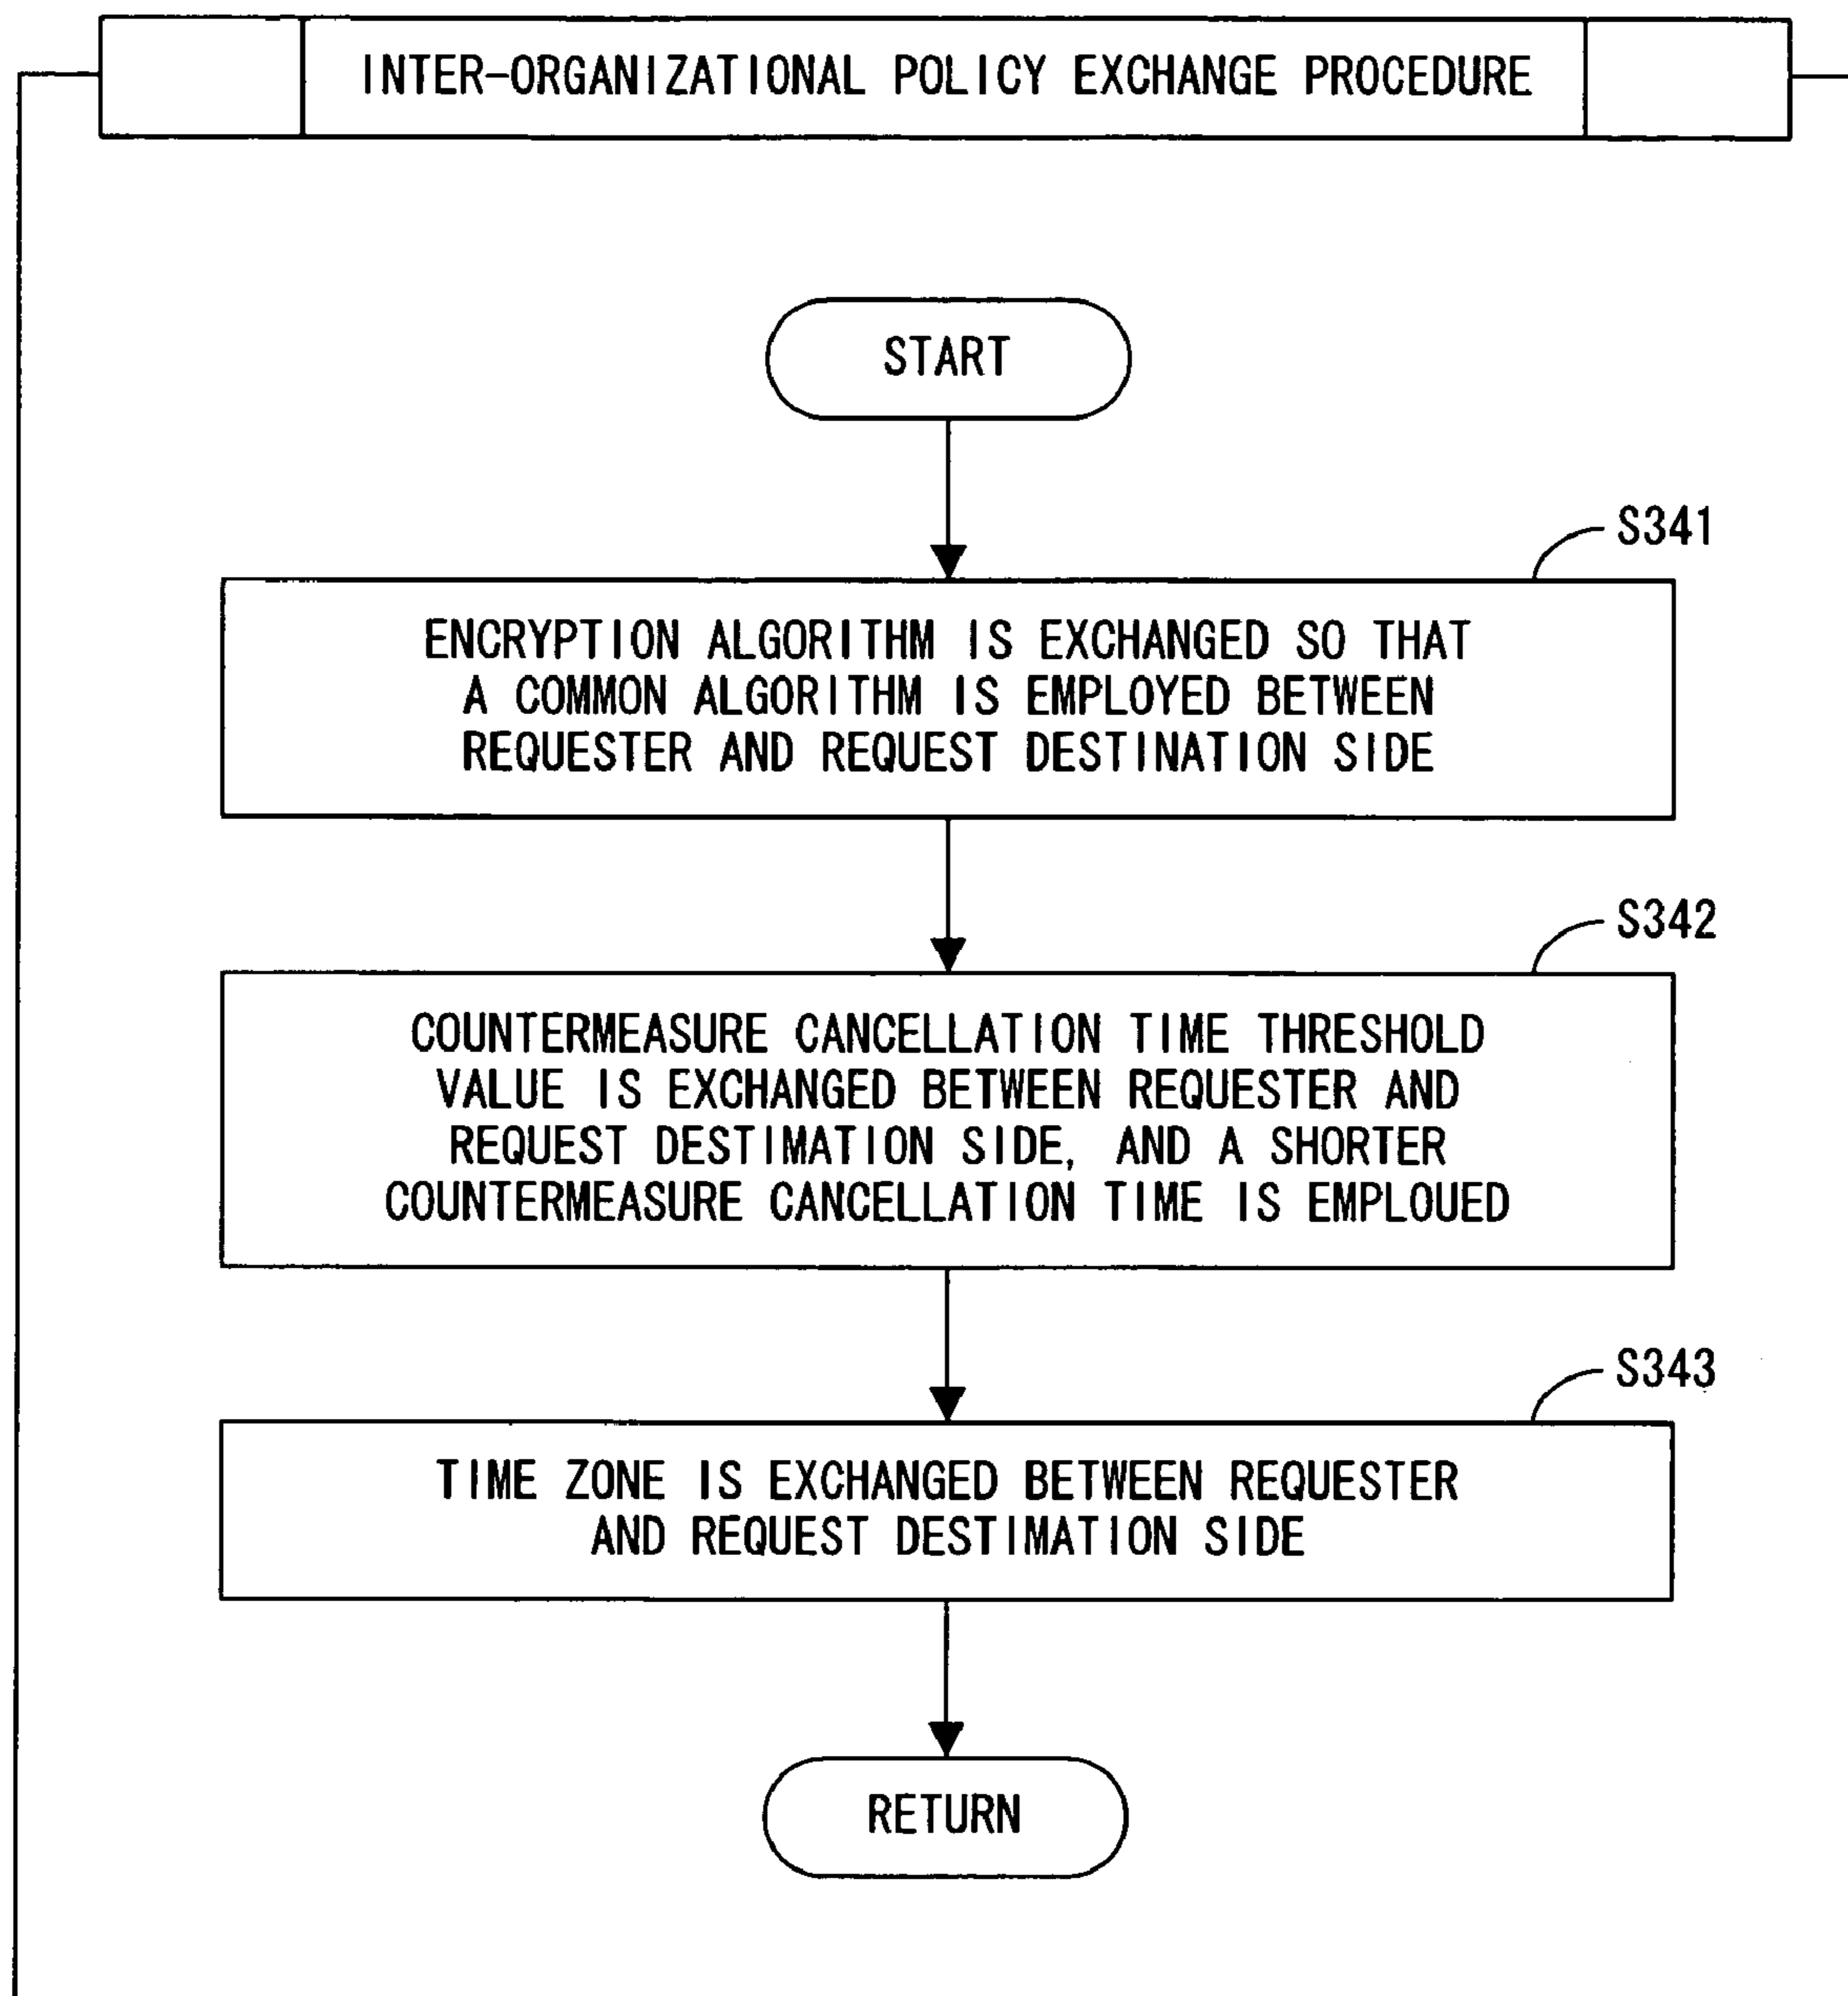 INTER-ORGANIZATIONAL POLICY EXCHANGE PROCEDURE
START
S341
ENCRYPTION ALGORITHM IS EXCHANGED SO THAT
A COMMON ALGORITHM IS EMPLOYED BETWEEN
REQUESTER AND REQUEST DESTINATION SIDE
S342
COUNTERMEASURE CANCELLATION TIME THRESHOLD
VALUE IS EXCHANGED BETWEEN REQUESTER AND
REQUEST DESTIMATION SIDE, AND A SHORTER
COUNTERMEASURE CANCELLATION TIME IS EMPLOUED
S343
TIME ZONE IS EXCHANGED BETWEEN REQUESTER
AND REQUEST DESTIMATION SIDE
RETURN